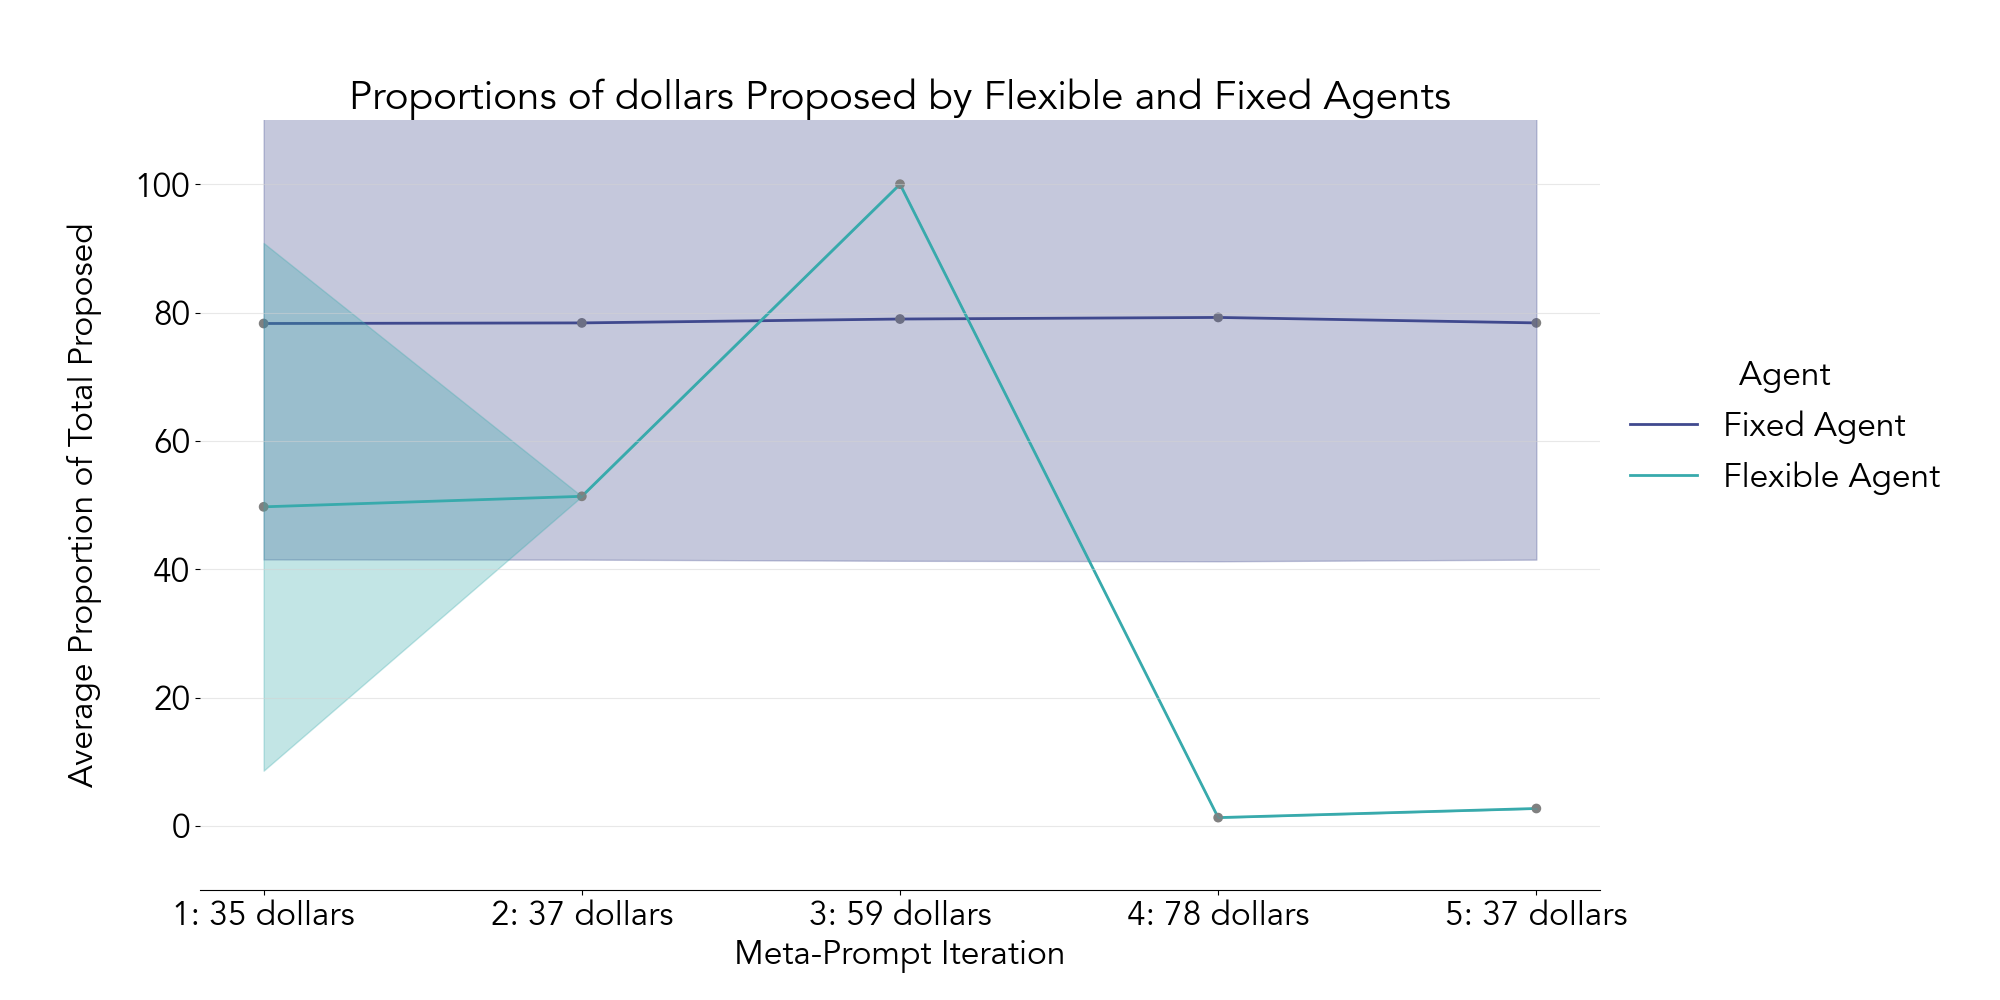 Proportions of dollars Proposed by Flexible and Fixed Agents
Average Proportion of Total Proposed
100
80
60
40
20
0
1: 35 dollars
2: 37 dollars
3: 59 dollars
4: 78 dollars
5: 37 dollars
Meta-Prompt Iteration
Agent
Fixed Agent
Flexible Agent